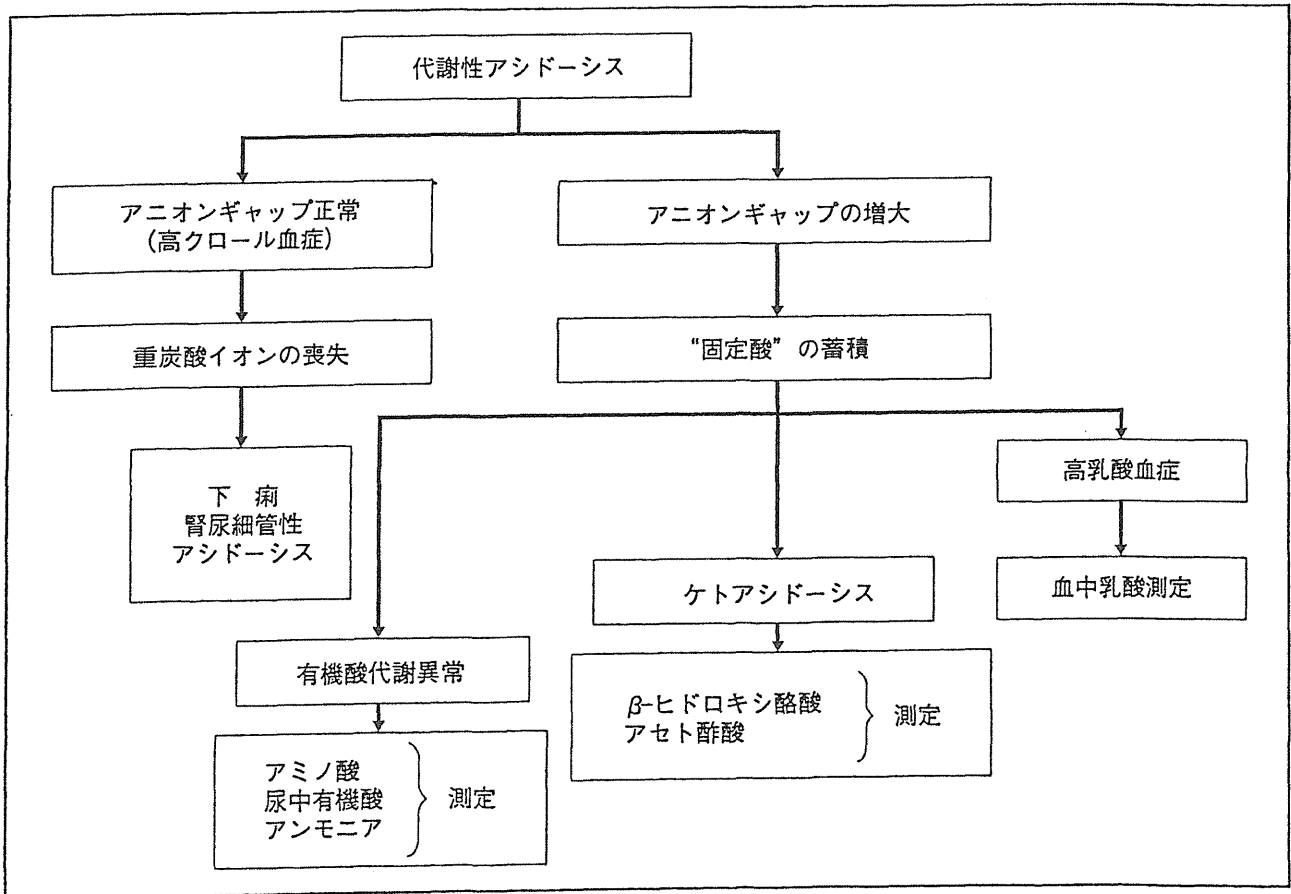 代謝性アシドーシス
アニオンギャップ正常
(高クロール血症)
アニオンギャップの増大
重炭酸イオンの喪失
"固定酸"の蓄積
下 痢
腎尿細管性
アシドーシス
高乳酸血症
血中乳酸測定
ケトアシドーシス
β-ヒドロキシ酪酸
アセト酢酸
測定
有機酸代謝異常
アミノ酸
尿中有機酸
アンモニア
測定